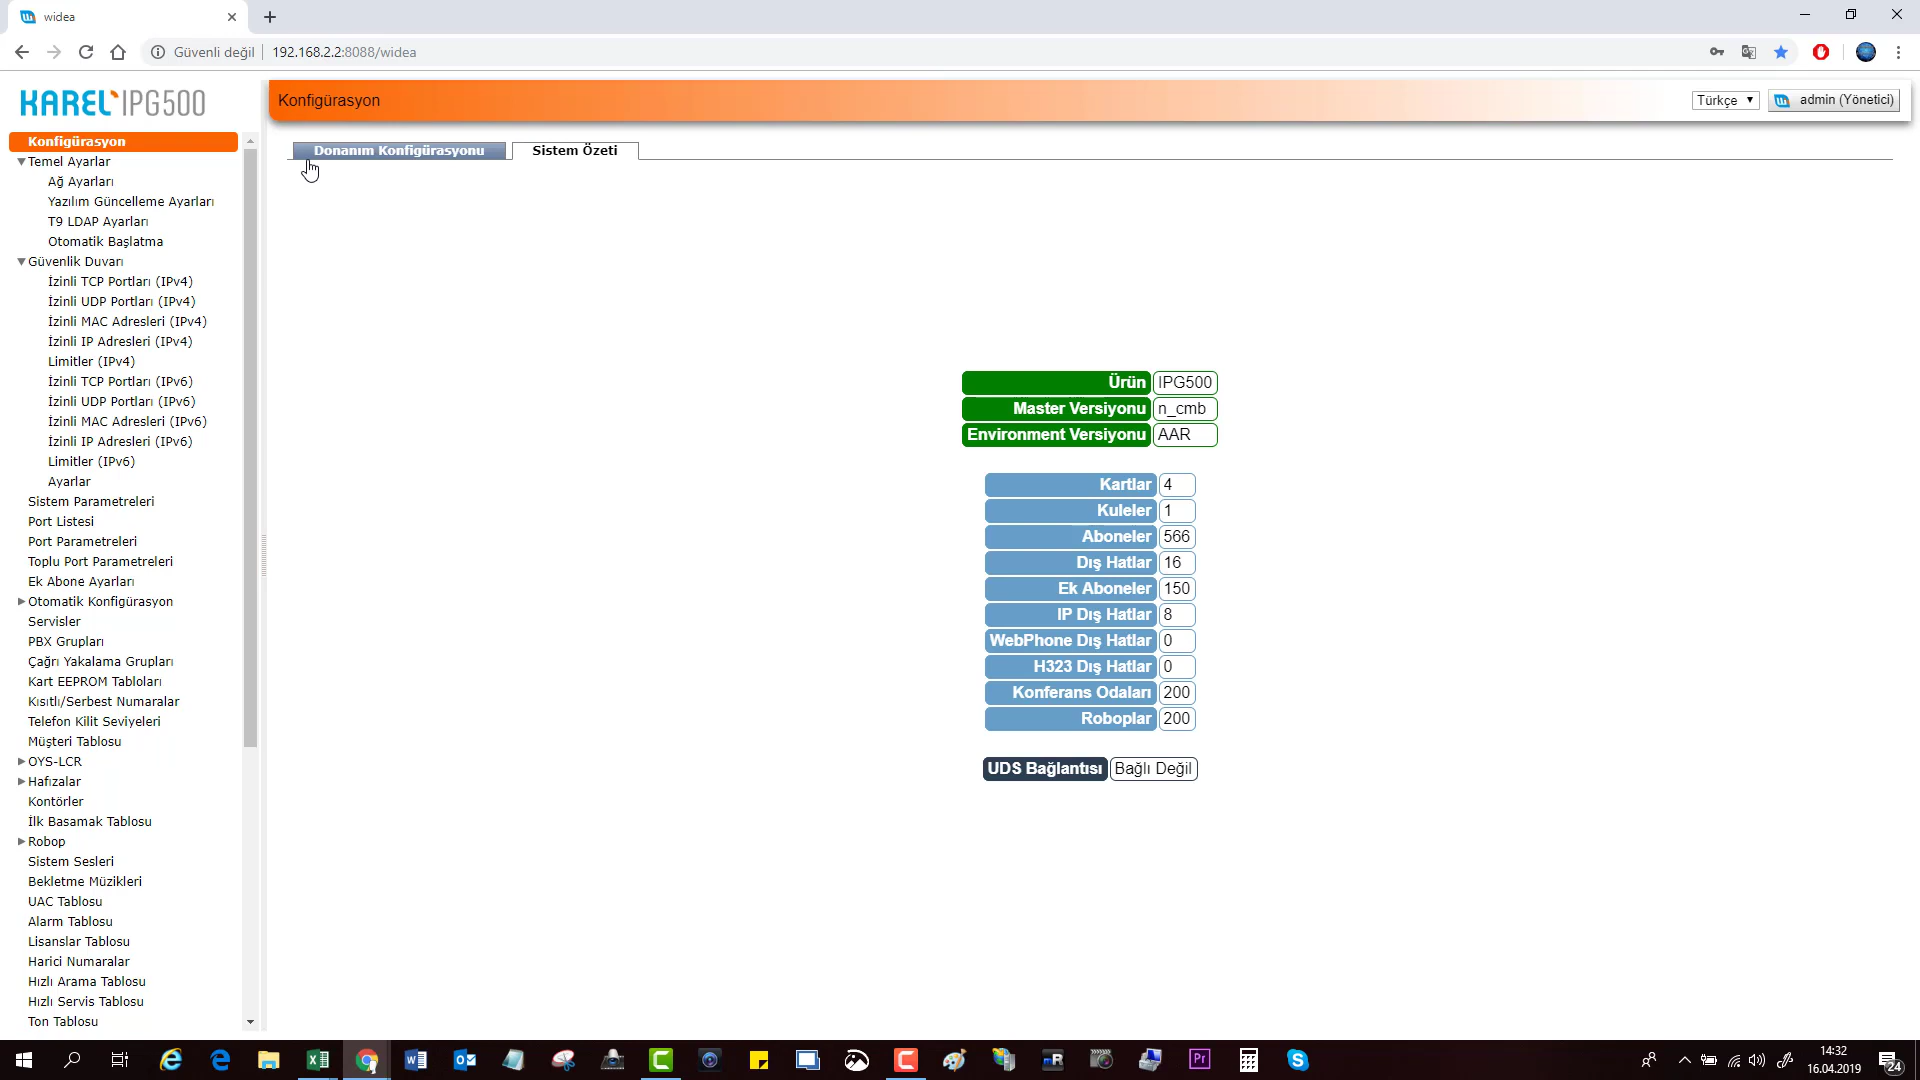 widea
Güvenli değil
192.168.2.2:8088/widea
KAREL IPG500
Konfigürasyon
Türkçe
admin (Yönetici)
Konfigürasyon
Temel Ayarlar
Ağ Ayarları
Yazılım Güncelleme Ayarları
T9 LDAP Ayarları
Otomatik Başlatma
Güvenlik Duvarı
İzinli TCP Portları (IPv4)
İzinli UDP Portları (IPv4)
İzinli MAC Adresleri (IPv4)
İzinli IP Adresleri (IPv4)
Limitler (IPv4)
İzinli TCP Portları (IPv6)
İzinli UDP Portları (IPv6)
İzinli MAC Adresleri (IPv6)
İzinli IP Adresleri (IPv6)
Limitler (IPv6)
Ayarlar
Sistem Parametreleri
Port Listesi
Port Parametreleri
Toplu Port Parametreleri
Ek Abone Ayarları
Otomatik Konfigürasyon
Servisler
PBX Grupları
Çağrı Yakalama Grupları
Kart EEPROM Tabloları
Kısıtlı/Serbest Numaralar
Telefon Kilit Seviyeleri
Müşteri Tablosu
OYS-LCR
Hafızalar
Kontörler
İlk Basamak Tablosu
Robop
Sistem Sesleri
Bekletme Müzikleri
UAC Tablosu
Alarm Tablosu
Lisanslar Tablosu
Harici Numaralar
Hızlı Arama Tablosu
Hızlı Servis Tablosu
Ton Tablosu
Donanım Konfigürasyonu
Sistem Özeti
Ürün IPG500
Master Versiyonu n_cmb
Environment Versiyonu AAR
Kartlar 4
Kuleler 1
Aboneler 566
Dış Hatlar 16
Ek Aboneler 150
IP Dış Hatlar 8
WebPhone Dış Hatlar 0
H323 Dış Hatlar 0
Konferans Odaları 200
Roboplar 200
UDS Bağlantısı Bağlı Değil
14:32
16.04.2019
24